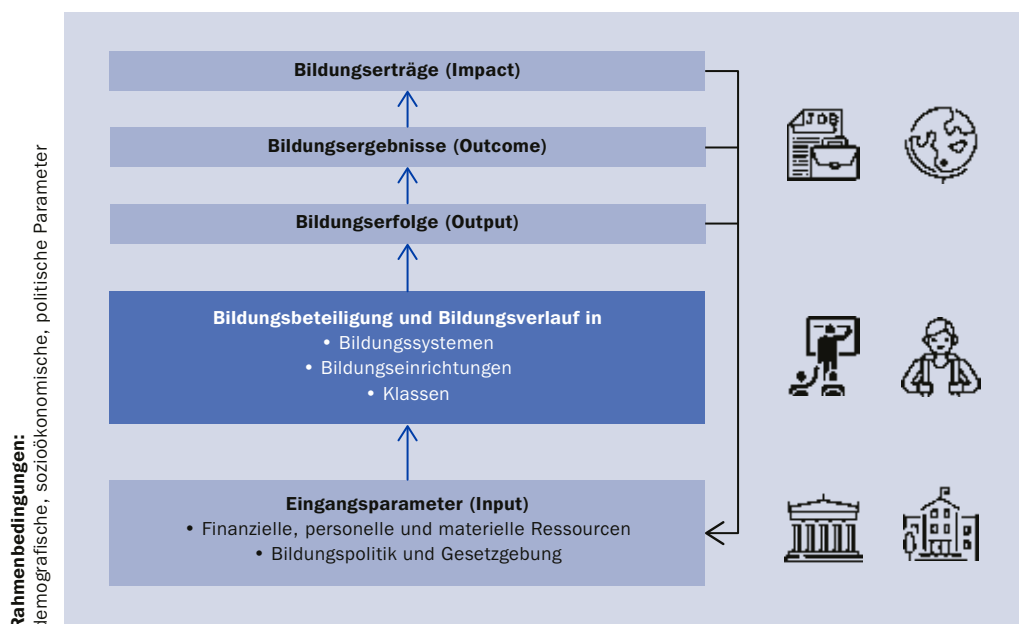 Bildungserträge (Impact)
Bildungsergebnisse (Outcome)
Bildungserfolge (Output)
Bildungsbeteiligung und Bildungsverlauf in
• Bildungssystemen
• Bildungseinrichtungen
• Klassen
Eingangsparameter (Input)
• Finanzielle, personelle und materielle Ressourcen
• Bildungspolitik und Gesetzgebung
Rahmenbedingungen:
demografische, sozioökonomische, politische Parameter
JOB